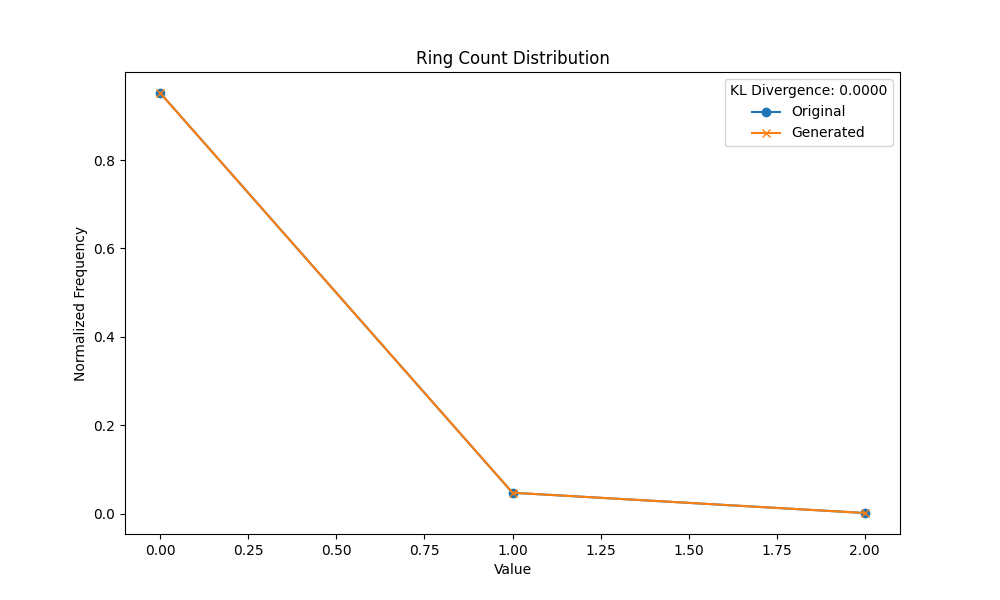 Ring Count Distribution
KL Divergence: 0.0000
Original
Generated
Normalized Frequency
0.8
0.6
0.4
0.2
0.0
0.00 0.25 0.50 0.75 1.00 1.25 1.50 1.75 2.00
Value